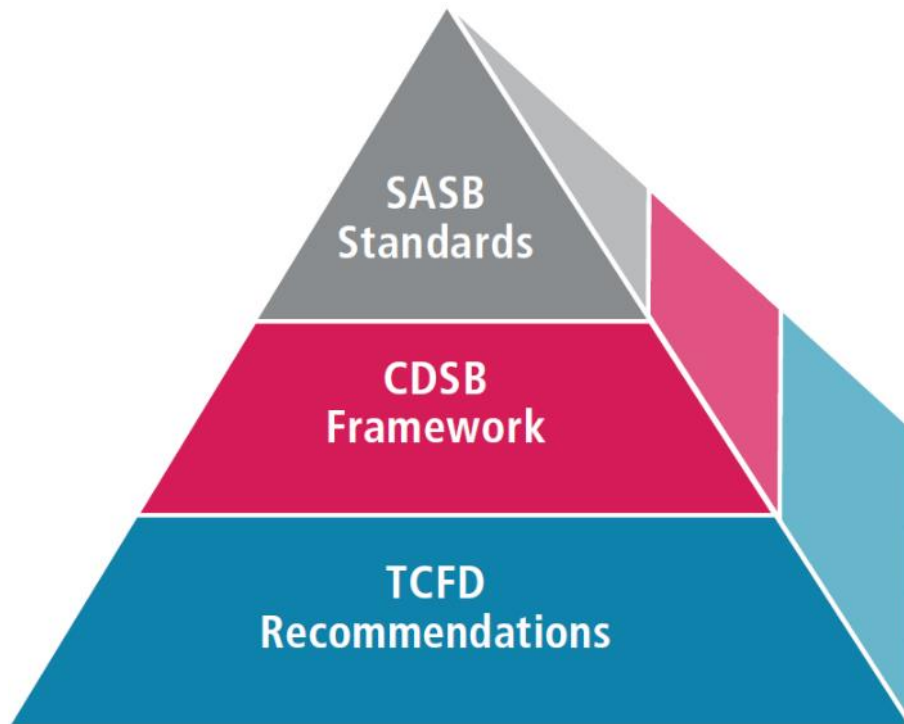 SASB
Standards
CDSB
Framework
TCFD
Recommendations